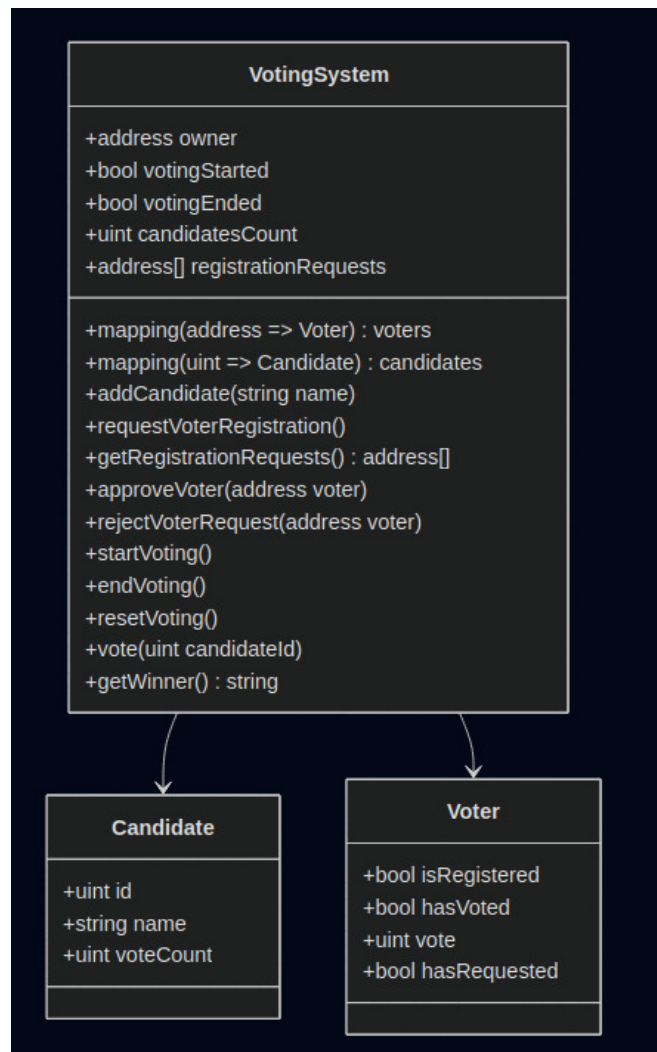 VotingSystem
+address owner
+bool votingStarted
+bool votingEnded
+uint candidatesCount
+address[] registrationRequests
+mapping(address => Voter) : voters
+mapping(uint => Candidate) : candidates
+addCandidate(string name)
+requestVoterRegistration()
+getRegistrationRequests() : address[]
+approveVoter(address voter)
+rejectVoterRequest(address voter)
+startVoting()
+endVoting()
+resetVoting()
+vote(uint candidateId)
+getWinner() : string
Candidate
+uint id
+string name
+uint voteCount
Voter
+bool isRegistered
+bool hasVoted
+uint vote
+bool hasRequested